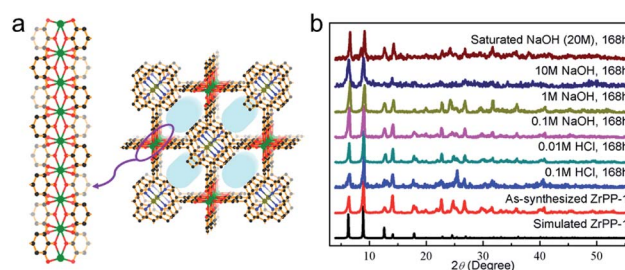 a
b
Saturated NaOH (20M), 168h
10M NaOH, 168h
1M NaOH, 168h
0.1M NaOH, 168h
0.01M HCl, 168h
0.1M HCl, 168h
As-synthesized ZrPP-1
Simulated ZrPP-1
10 20 30 40 50
2θ (Degree)